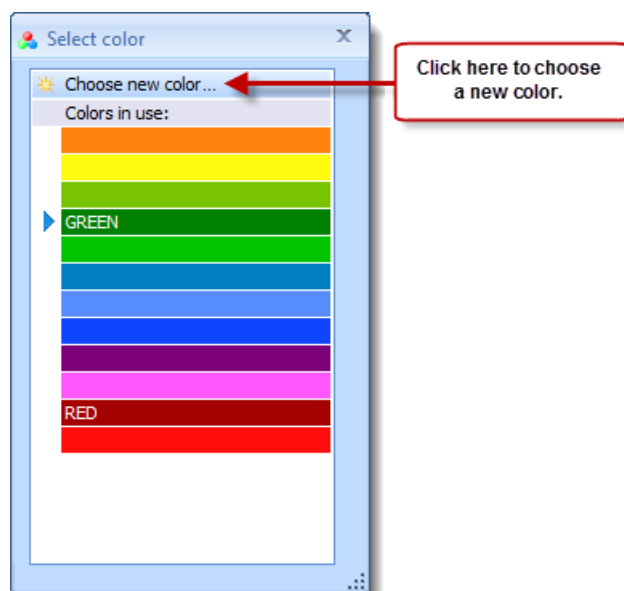 Select color
Choose new color...
Click here to choose
a new color.
Colors in use:
GREEN
RED